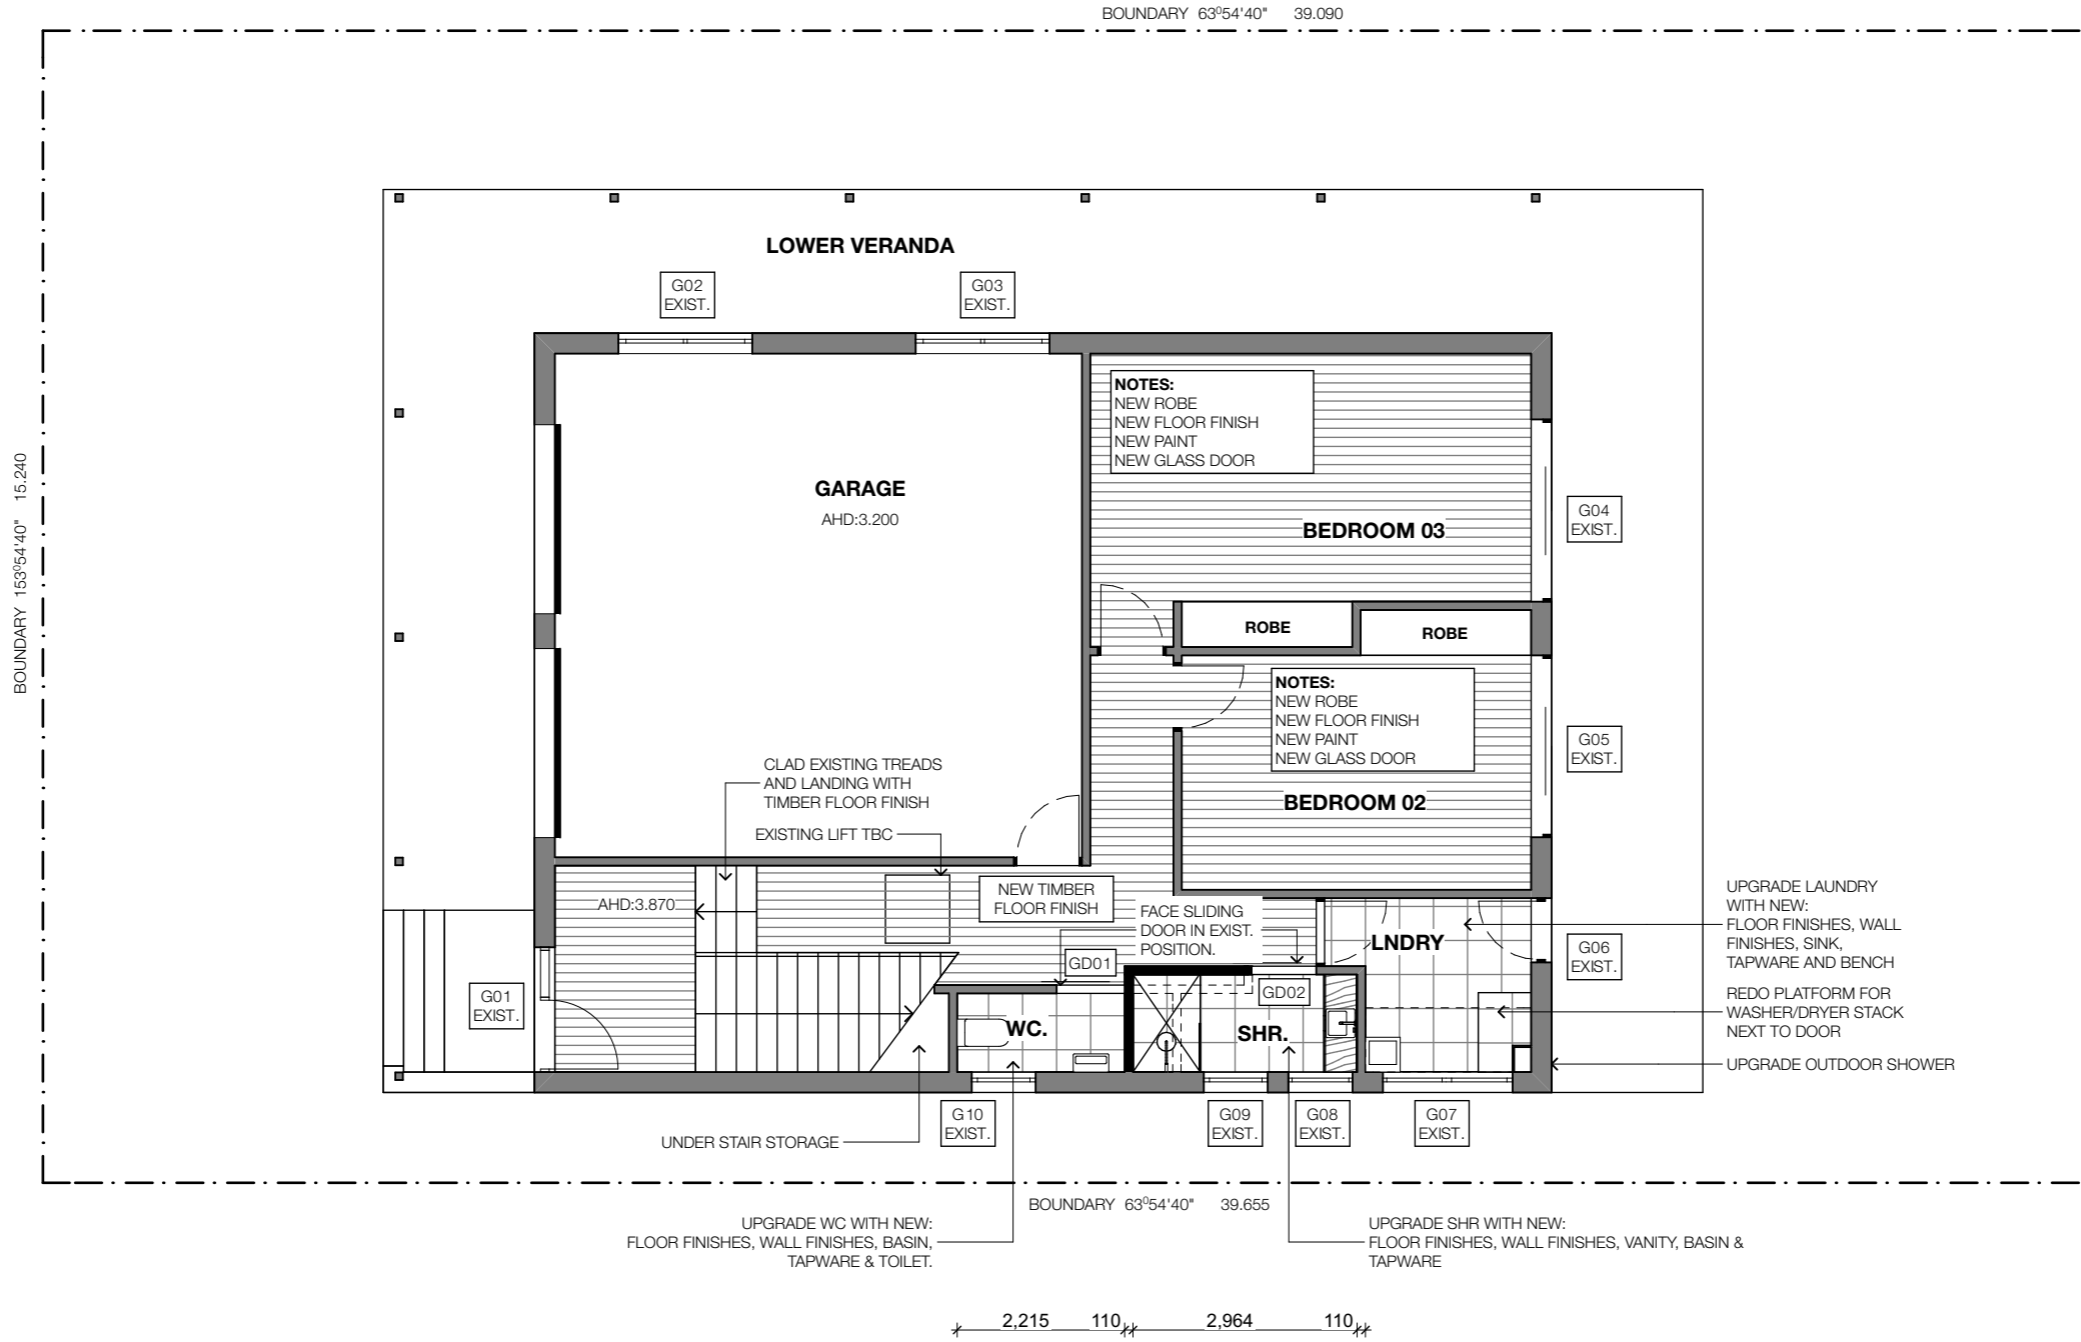 BOUNDARY 63⁰54'40" 39.090
BOUNDARY 153⁰54'40" 15.240
LOWER VERANDA
G02
EXIST.
G03
EXIST.
NOTES:
NEW ROBE
NEW FLOOR FINISH
NEW PAINT
NEW GLASS DOOR
GARAGE
AHD:3.200
BEDROOM 03
G04
EXIST.
ROBE
ROBE
NOTES:
NEW ROBE
NEW FLOOR FINISH
NEW PAINT
NEW GLASS DOOR
G05
EXIST.
BEDROOM 02
CLAD EXISTING TREADS
AND LANDING WITH
TIMBER FLOOR FINISH
EXISTING LIFT TBC
NEW TIMBER
FLOOR FINISH
AHD:3.870
FACE SLIDING
DOOR IN EXIST.
POSITION.
LNDRY
UPGRADE LAUNDRY
WITH NEW:
FLOOR FINISHES, WALL
FINISHES, SINK,
TAPWARE AND BENCH
G06
EXIST.
GD01
GD02
G01
EXIST.
WC.
SHR.
REDO PLATFORM FOR
WASHER/DRYER STACK
NEXT TO DOOR
UPGRADE OUTDOOR SHOWER
G10
EXIST.
G09
EXIST.
G08
EXIST.
G07
EXIST.
UNDER STAIR STORAGE
BOUNDARY 63⁰54'40" 39.655
UPGRADE WC WITH NEW:
FLOOR FINISHES, WALL FINISHES, BASIN,
TAPWARE & TOILET.
UPGRADE SHR WITH NEW:
FLOOR FINISHES, WALL FINISHES, VANITY, BASIN &
TAPWARE
2,215 110 2,964 110